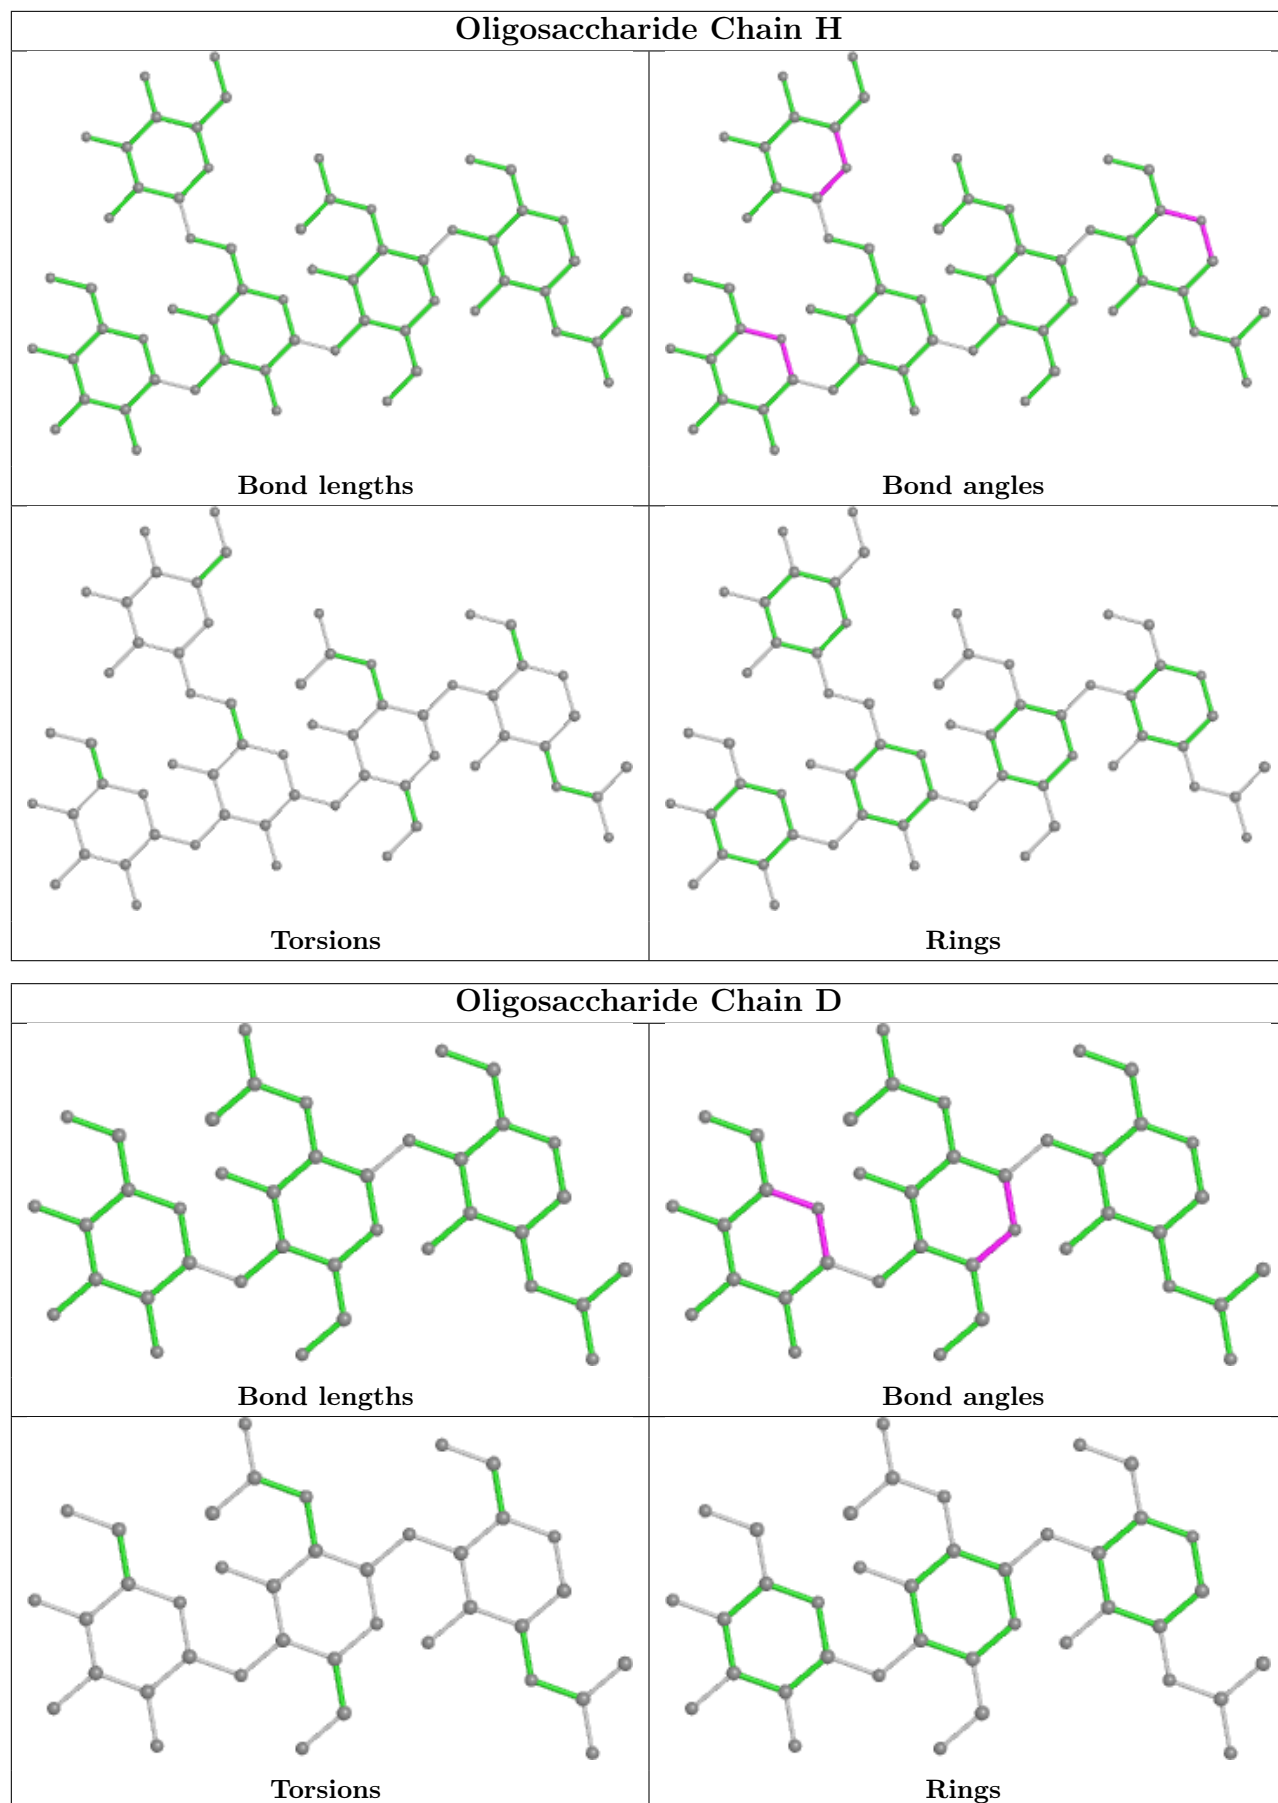 Oligosaccharide Chain H
Bond lengths
Bond angles
Torsions
Rings
Oligosaccharide Chain D
Bond lengths
Bond angles
Torsions
Rings